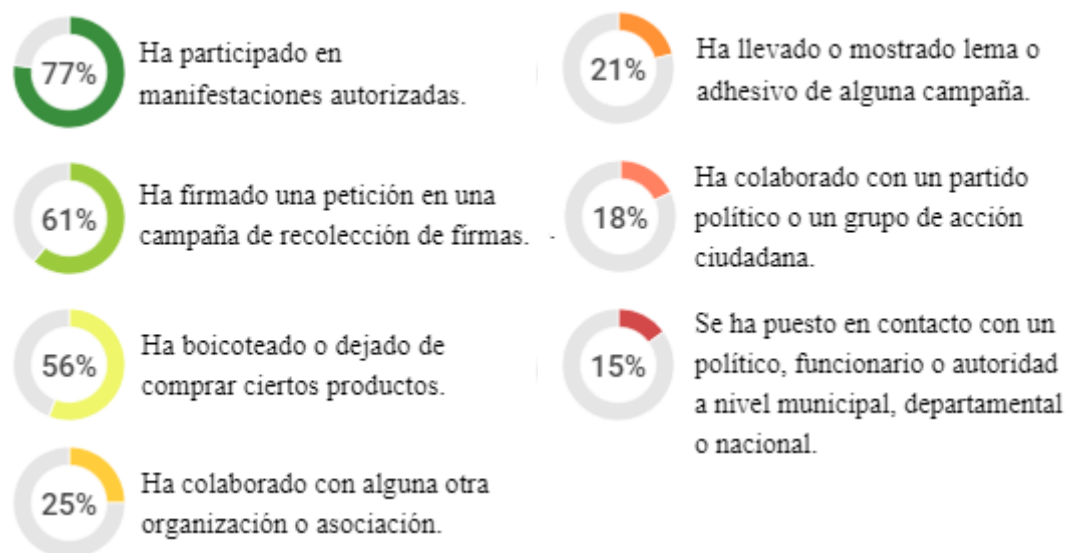 77%
Ha participado en
manifestaciones autorizadas.
61%
Ha firmado una petición en una
campaña de recolección de firmas.
56%
Ha boicoteado o dejado de
comprar ciertos productos.
25%
Ha colaborado con alguna otra
organización o asociación.
21%
Ha llevado o mostrado lema o
adhesivo de alguna campaña.
18%
Ha colaborado con un partido
político o un grupo de acción
ciudadana.
15%
Se ha puesto en contacto con un
político, funcionario o autoridad
a nivel municipal, departamental
o nacional.